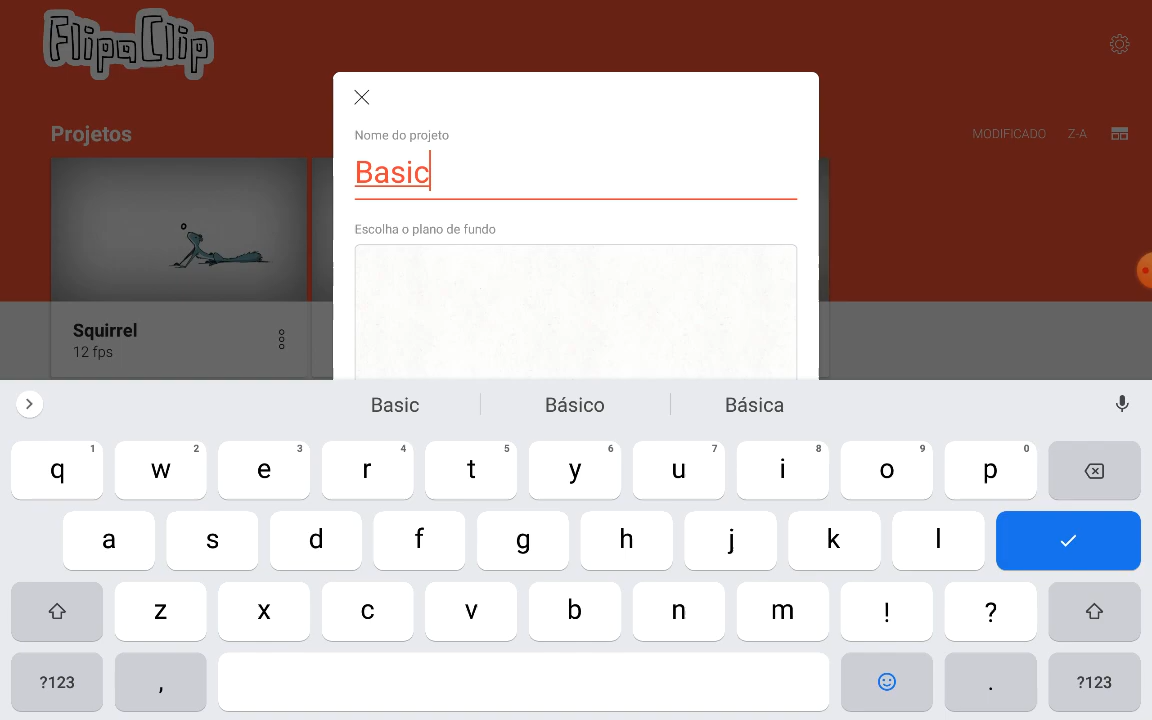 FlipaClip
Nome do projeto
Projetos
MODIFICADO Z-A
Basic
Escolha o plano de fundo
Squirrel
12 fps
Basic Básico Básica
q 1 w 2 e 3 r 4 t 5 y 6 u 7 i 8 o 9 p 0
a s d f g h j k l
z x c v b n m ! ?
?123 , . ?123